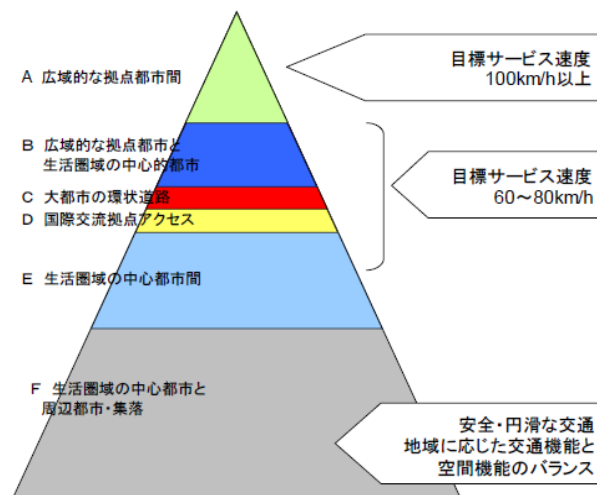 目標サービス速度
100km/h以上
A 広域的な拠点都市間
B 広域的な拠点都市と
生活圏域の中心的都市
目標サービス速度
60～80km/h
C 大都市の環状道路
D 国際交流拠点アクセス
E 生活圏域の中心都市間
F 生活圏域の中心都市と
周辺都市・集落
安全・円滑な交通
地域に応じた交通機能と
空間機能のバランス